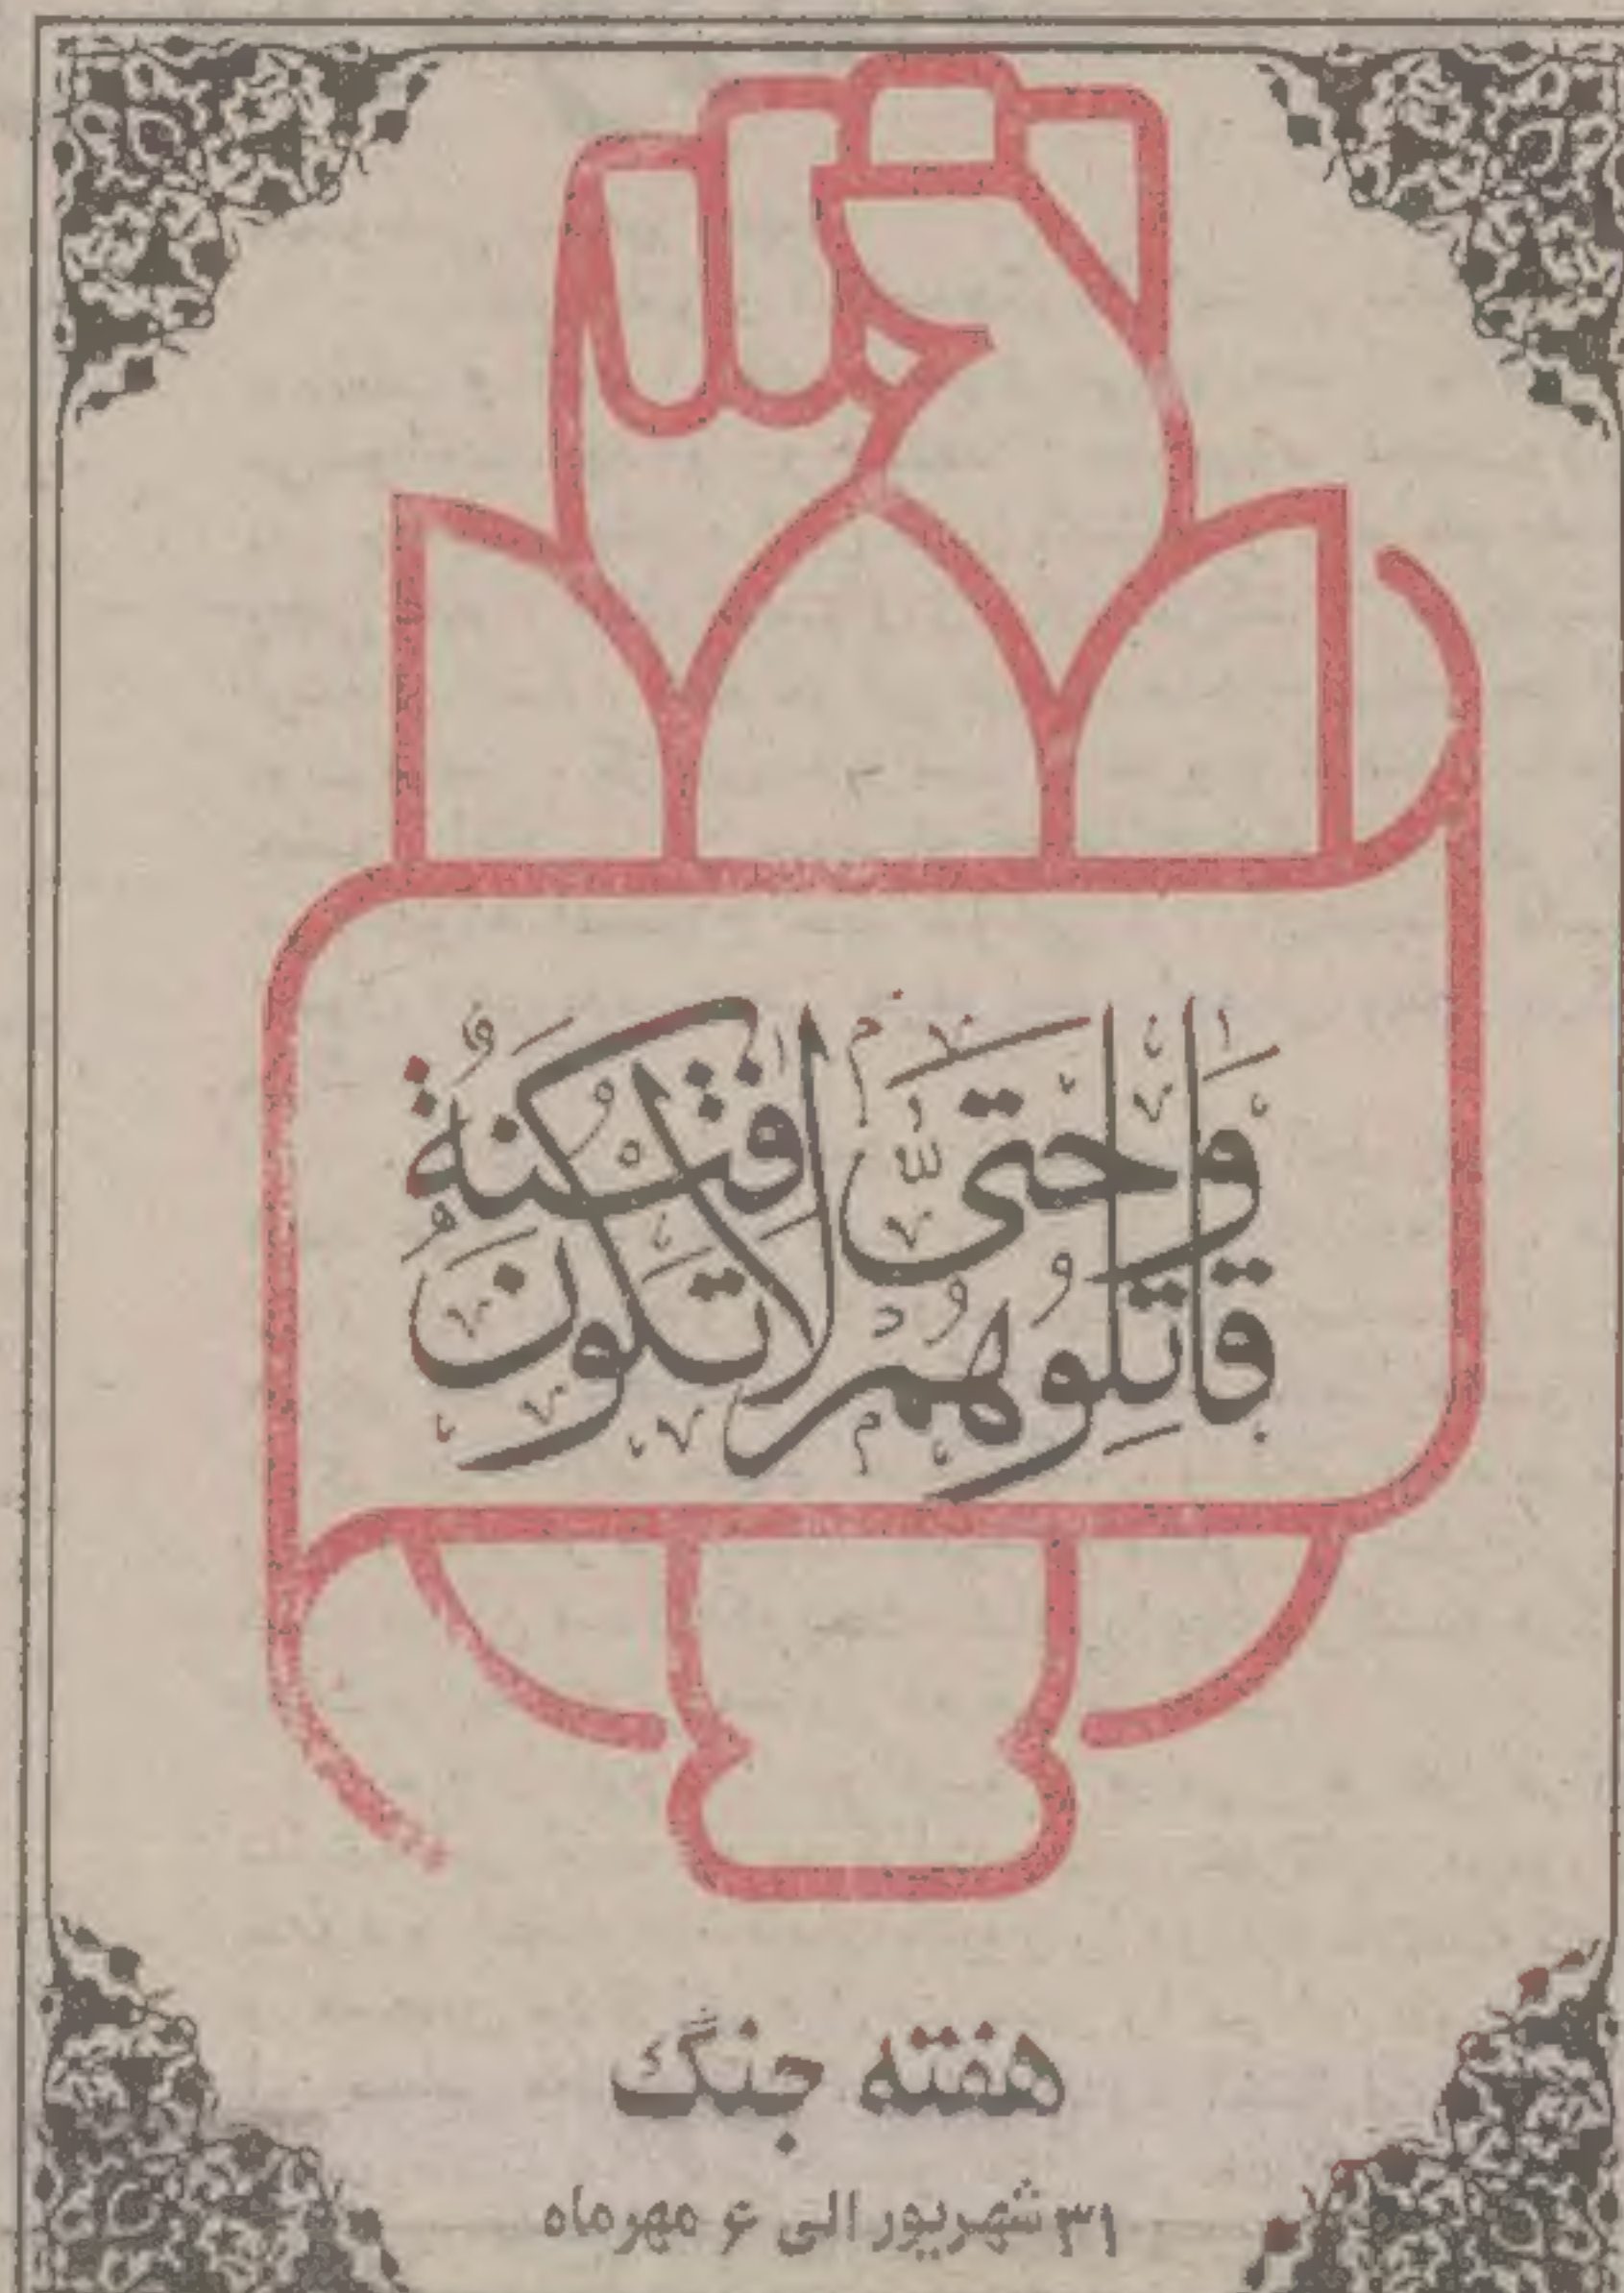 وَقَاتِلُوهُمْ حَتَّىٰ لَا تَكُونَ فِتْنَةٌ
هفته جنگ
۳۱ شهریور الی ۶ مهرماه